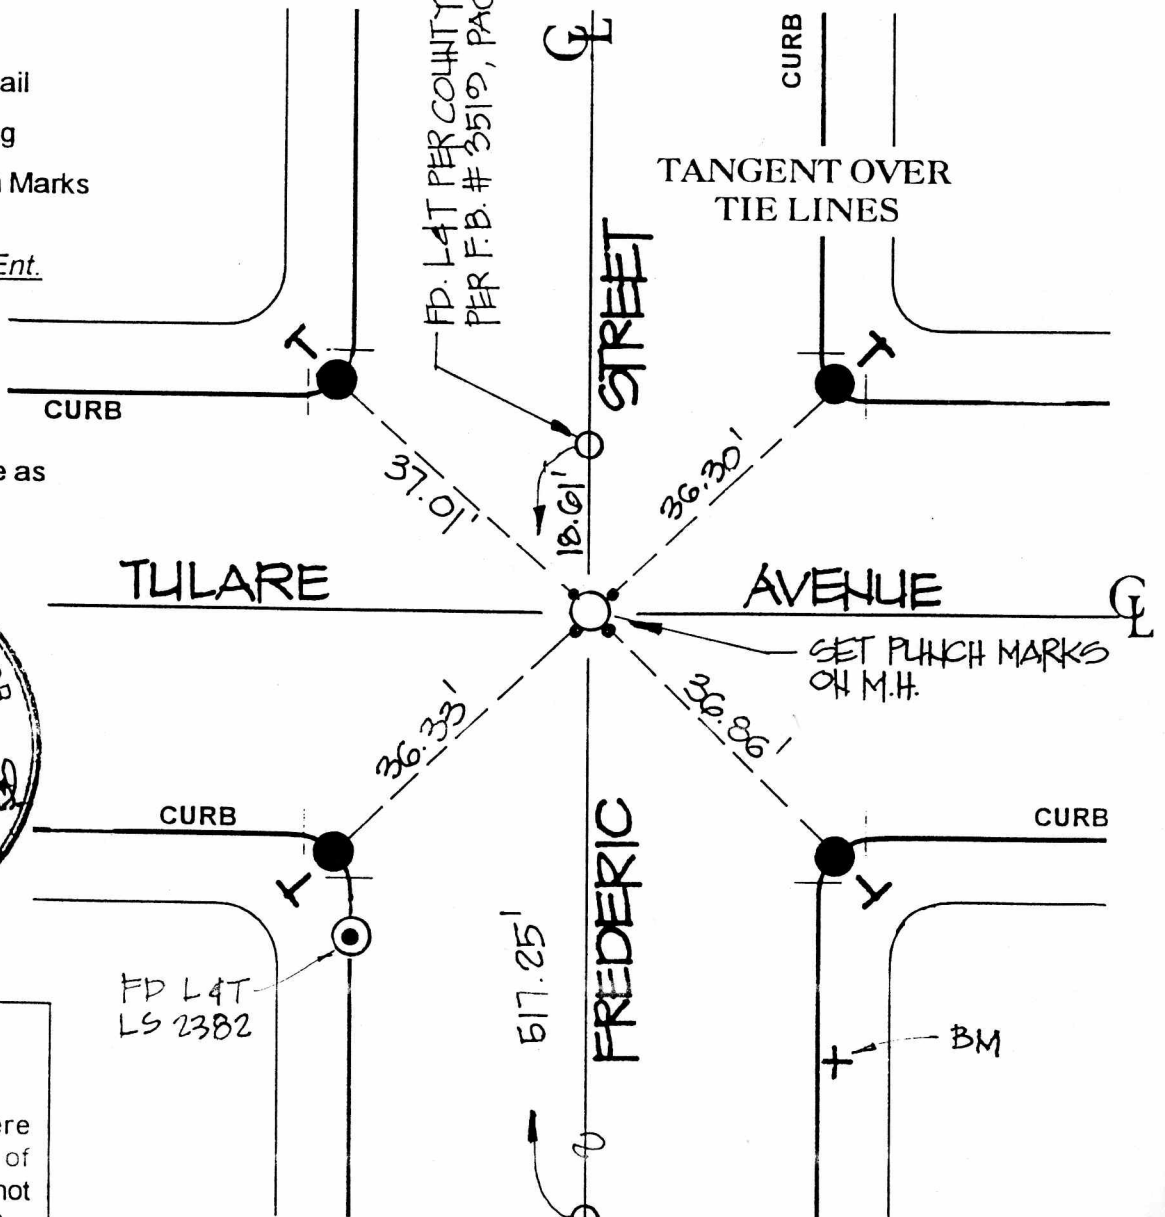 ail
g
Marks
Ent.
e as
CURB
FD. L&T PER COUNTY
PER F.B. # 3519,
CL
CURB
TANGENT OVER
TIE LINES
STREET
37.01'
18.61'
36.30'
TULARE
AVENUE
CL
SET PUNCH MARKS
ON M.H.
36.33'
36.86'
CURB
CURB
FREDERIC
517.25'
FD L&T
LS 2382
BM
ere
of
not